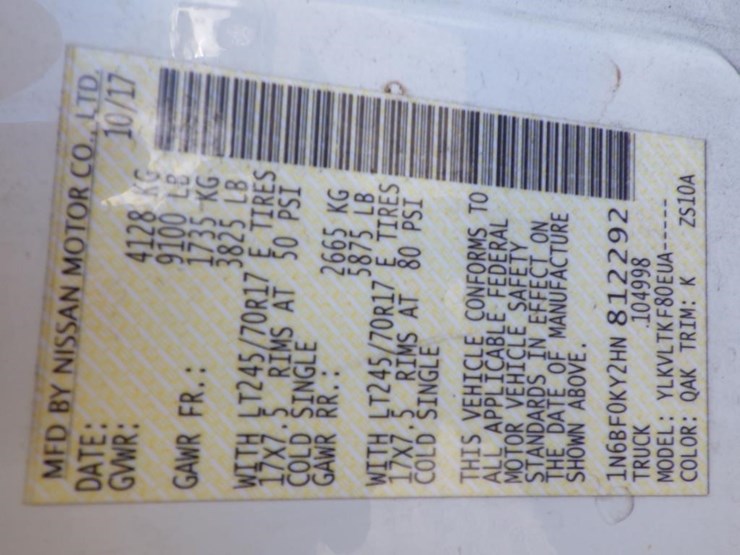 MFD BY NISSAN MOTOR CO., LTD.
DATE: 10/17
GVWR: 4128 KG
9100 LB
GAWR FR.: 1735 KG
3825 LB
WITH LT245/70R17 E TIRES
17X7.5 RIMS AT 50 PSI
COLD SINGLE
GAWR RR.: 2665 KG
5875 LB
WITH LT245/70R17 E TIRES
17X7.5 RIMS AT 80 PSI
COLD SINGLE
THIS VEHICLE CONFORMS TO
ALL APPLICABLE FEDERAL
MOTOR VEHICLE SAFETY
STANDARDS IN EFFECT ON
THE DATE OF MANUFACTURE
SHOWN ABOVE.
1N6BF0KY2HN 812292
TRUCK 104998
MODEL: YLKVLTKF80EUA-----
COLOR: QAK TRIM: K ZS10A